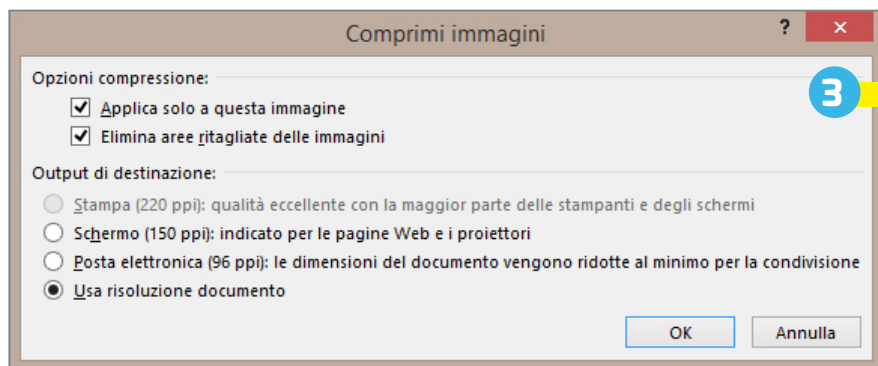 Comprimi immagini
? ×
Opzioni compressione:
Applica solo a questa immagine
Elimina aree ritagliate delle immagini
3
Output di destinazione:
Stampa (220 ppi): qualità eccellente con la maggior parte delle stampanti e degli schermi
Schermo (150 ppi): indicato per le pagine Web e i proiettori
Posta elettronica (96 ppi): le dimensioni del documento vengono ridotte al minimo per la condivisione
Usa risoluzione documento
OK Annulla